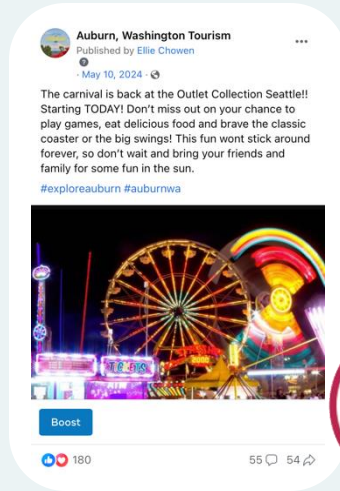 Auburn, Washington Tourism
Published by Ellie Chowen
· May 10, 2024 ·
The carnival is back at the Outlet Collection Seattle!!
Starting TODAY! Don't miss out on your chance to
play games, eat delicious food and brave the classic
coaster or the big swings! This fun wont stick around
forever, so don't wait and bring your friends and
family for some fun in the sun.
#exploreauburn #auburnwa
Boost
180
55
54